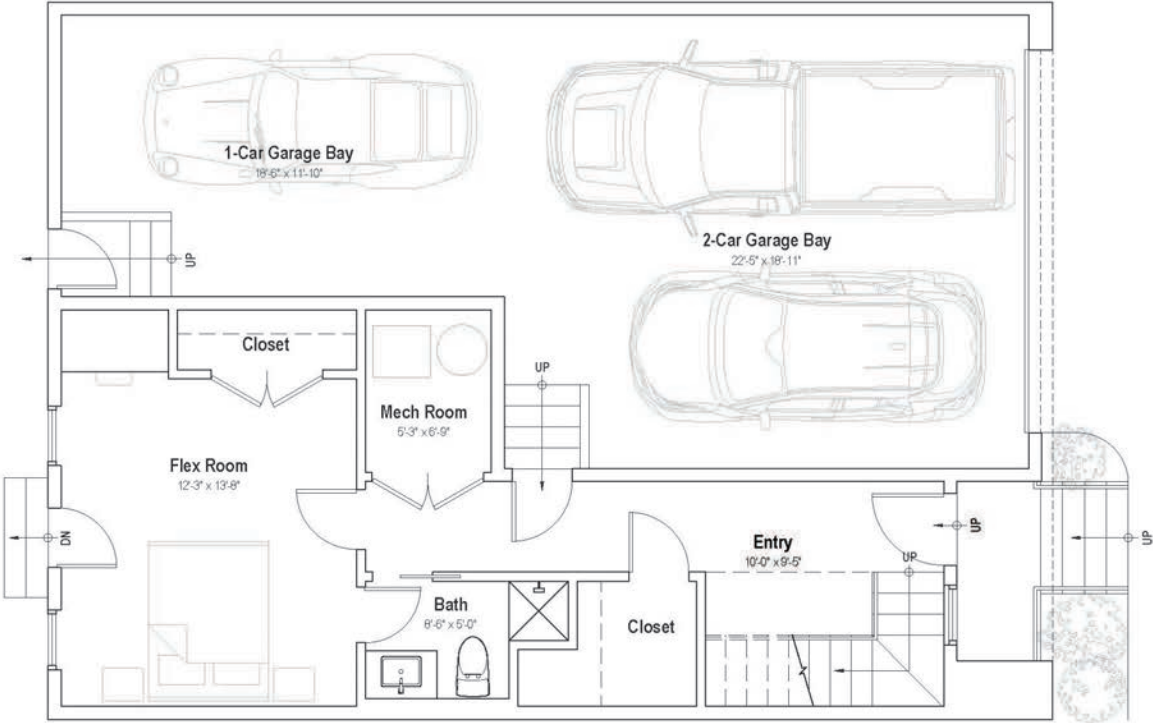 1-Car Garage Bay
18'-6" x 11'-10"
2-Car Garage Bay
22'-5" x 18'-11"
UP
Closet
UP
Mech Room
5'-3" x 6'-9"
Flex Room
12'-3" x 13'-8"
DN
UP
UP
Entry
10'-0" x 9'-5"
UP
Bath
8'-6" x 5'-0"
Closet